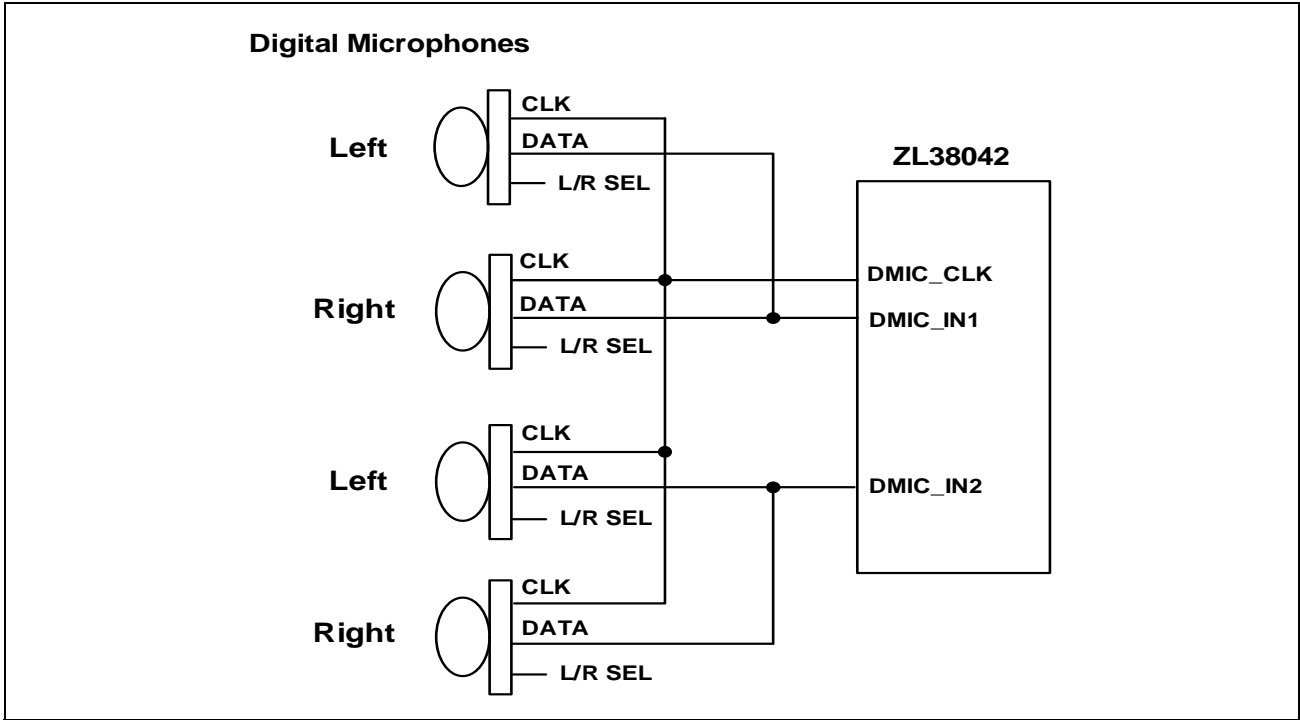 Digital Microphones
CLK
Left
DATA
L/R SEL
ZL38042
CLK
DMIC_CLK
Right
DATA
DMIC_IN1
L/R SEL
CLK
Left
DATA
DMIC_IN2
L/R SEL
CLK
Right
DATA
L/R SEL